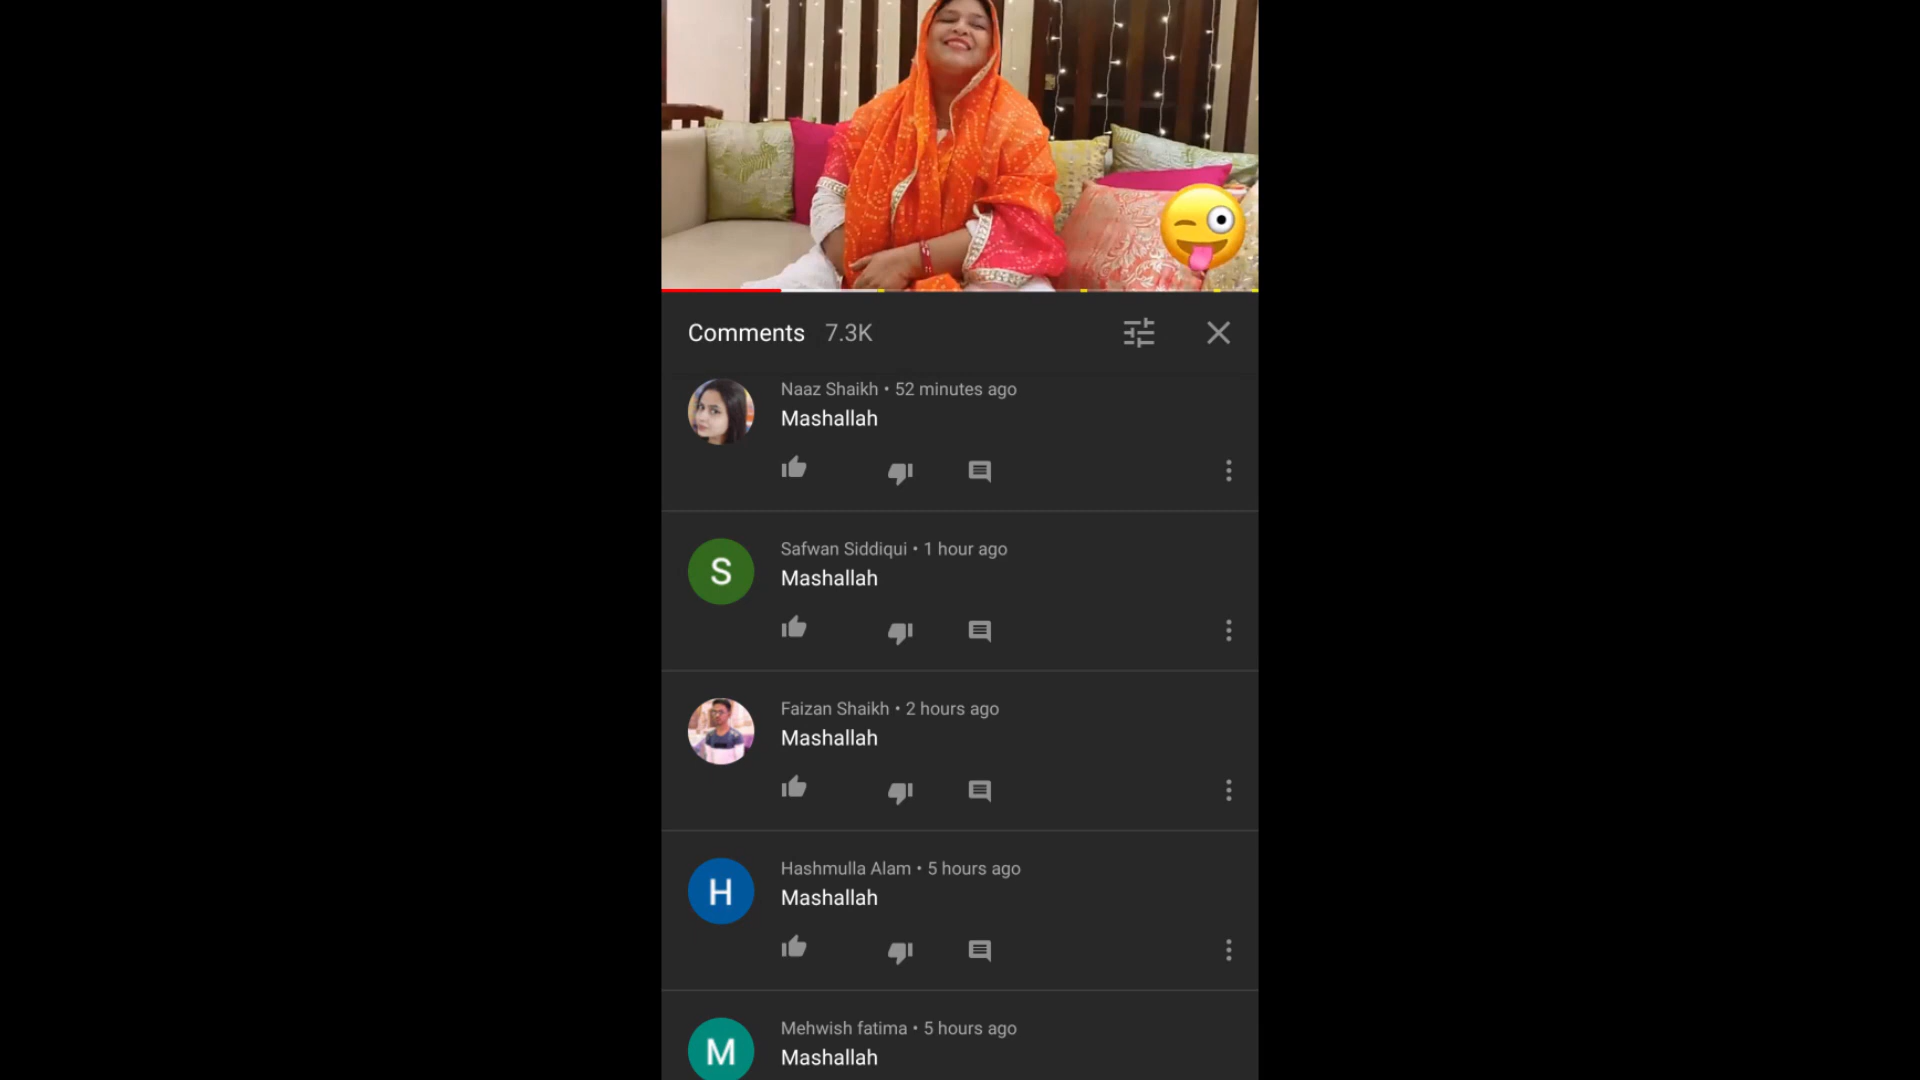 Comments 7.3K
Naaz Shaikh • 52 minutes ago
Mashallah
S
Safwan Siddiqui • 1 hour ago
Mashallah
Faizan Shaikh • 2 hours ago
Mashallah
H
Hashmulla Alam • 5 hours ago
Mashallah
M
Mehwish fatima • 5 hours ago
Mashallah